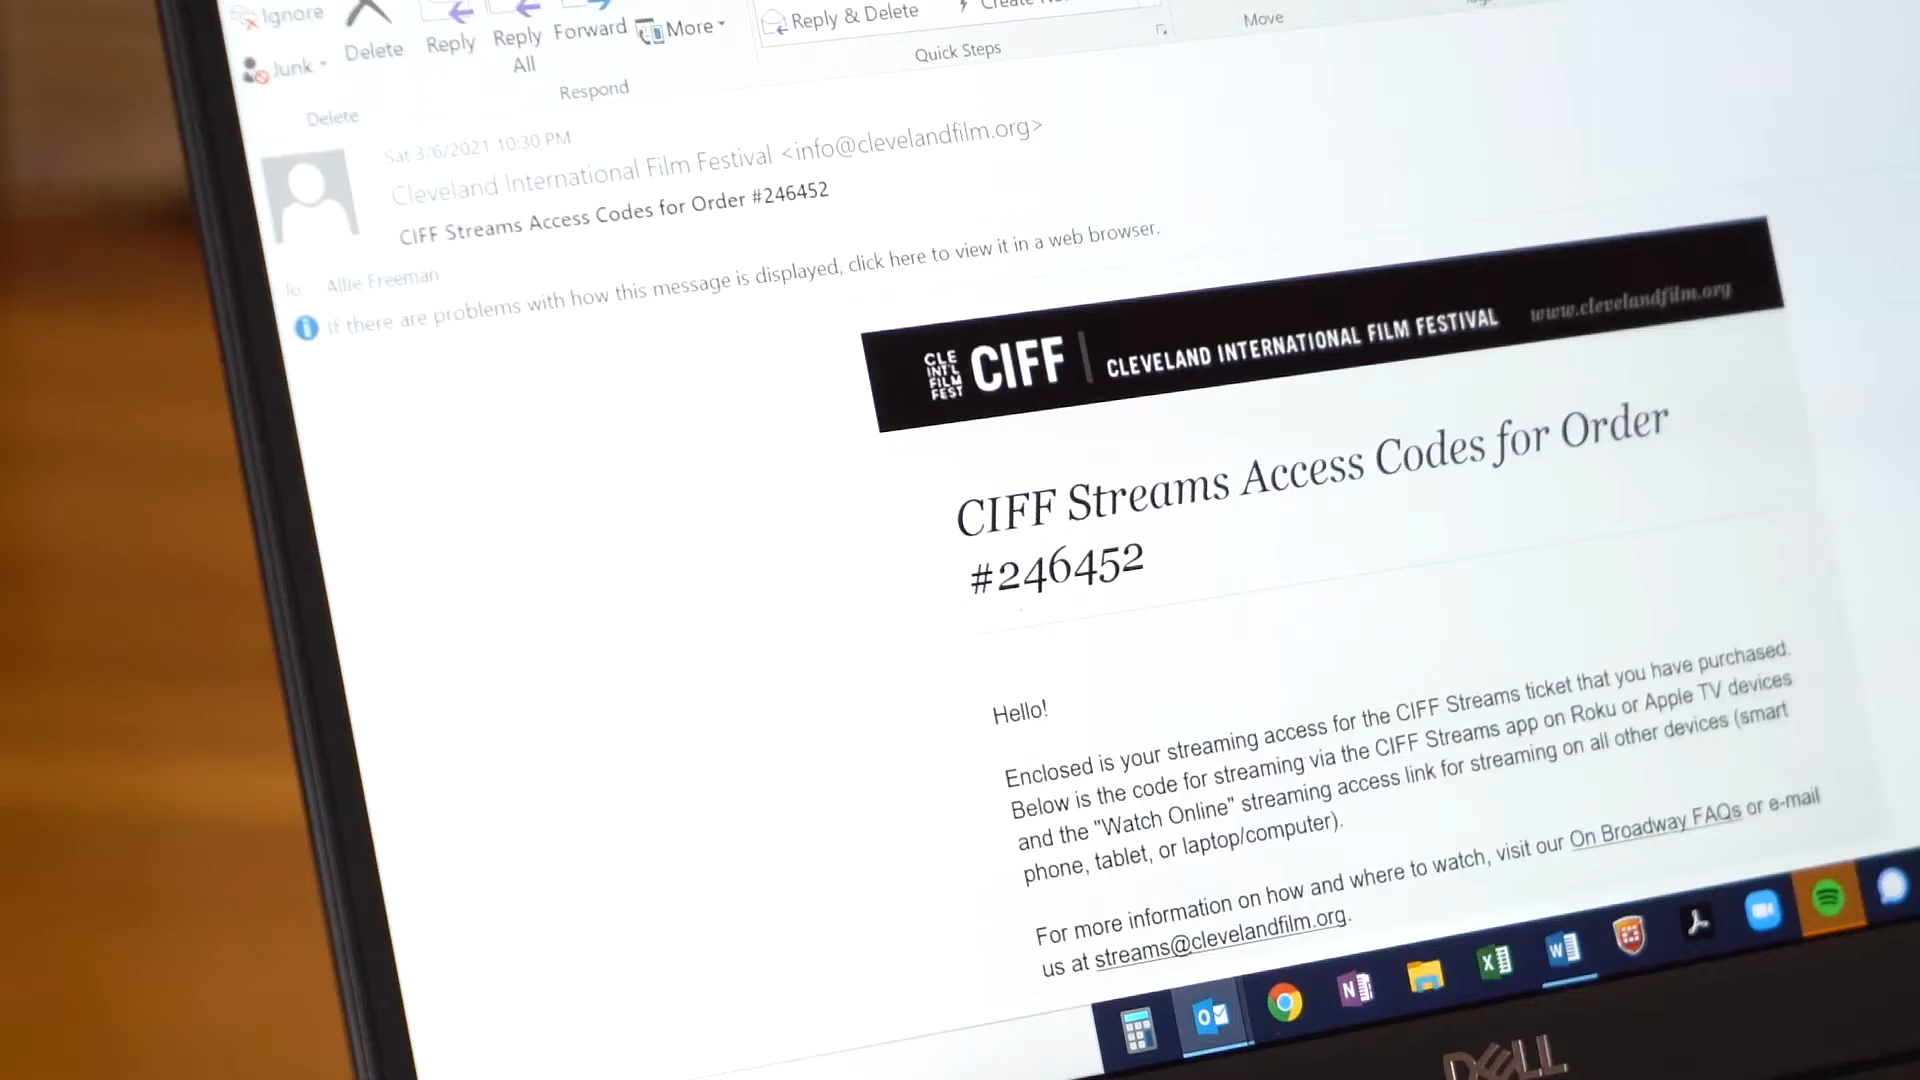 Ignore
Junk
Delete
Reply
Reply
All
Forward
More
Reply & Delete
Quick Steps
Move
Respond
Delete
Sat 3/6/2021 10:30 PM
Cleveland International Film Festival <info@clevelandfilm.org>
CIFF Streams Access Codes for Order #246452
To Allie Freeman
If there are problems with how this message is displayed, click here to view it in a web browser.
CLE
INT'L
FILM
FEST
CIFF
CLEVELAND INTERNATIONAL FILM FESTIVAL
www.clevelandfilm.org
CIFF Streams Access Codes for Order
#246452
Hello!
Enclosed is your streaming access for the CIFF Streams ticket that you have purchased.
Below is the code for streaming via the CIFF Streams app on Roku or Apple TV devices
and the "Watch Online" streaming access link for streaming on all other devices (smart
phone, tablet, or laptop/computer).
For more information on how and where to watch, visit our On Broadway FAQs or e-mail
us at streams@clevelandfilm.org.
DELL